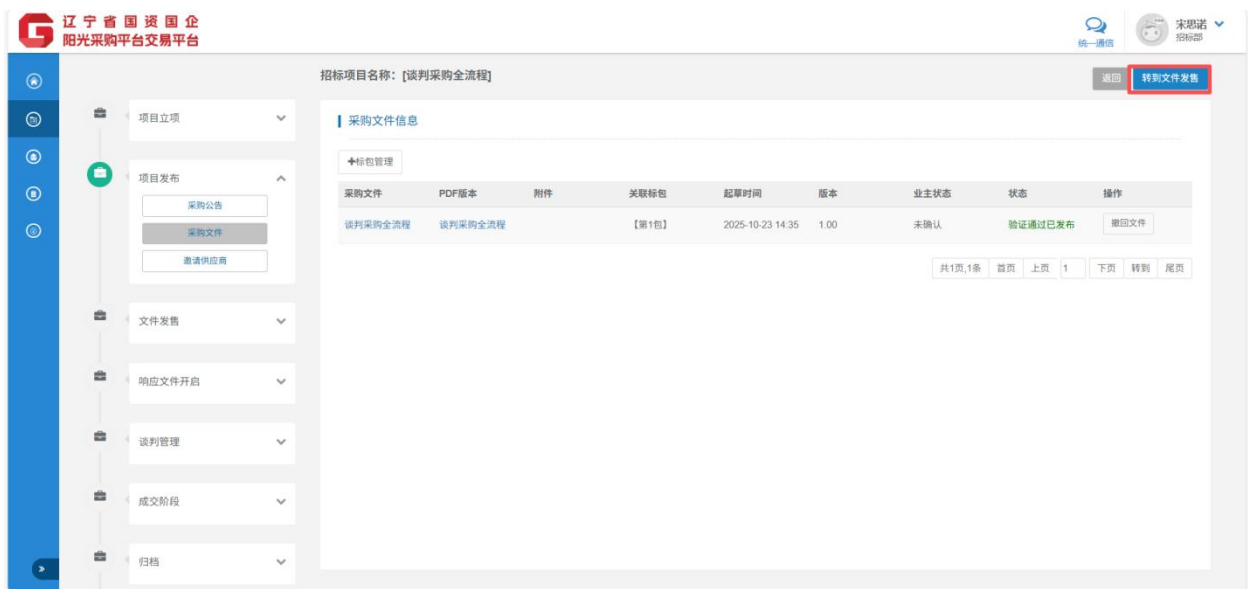 辽宁省国资国企
阳光采购平台交易平台
统一通信
宋思诺
招标部
招标项目名称：[谈判采购全流程]
返回
转到文件发售
项目立项
项目发布
采购公告
采购文件
邀请供应商
文件发售
响应文件开启
谈判管理
成交阶段
归档
采购文件信息
✚标包管理
采购文件 PDF版本 附件 关联标包 起草时间 版本 业主状态 状态 操作
谈判采购全流程 谈判采购全流程 【第1包】 2025-10-23 14:35 1.00 未确认 验证通过已发布 撤回文件
共1页,1条 首页 上页 1 下页 转到 尾页